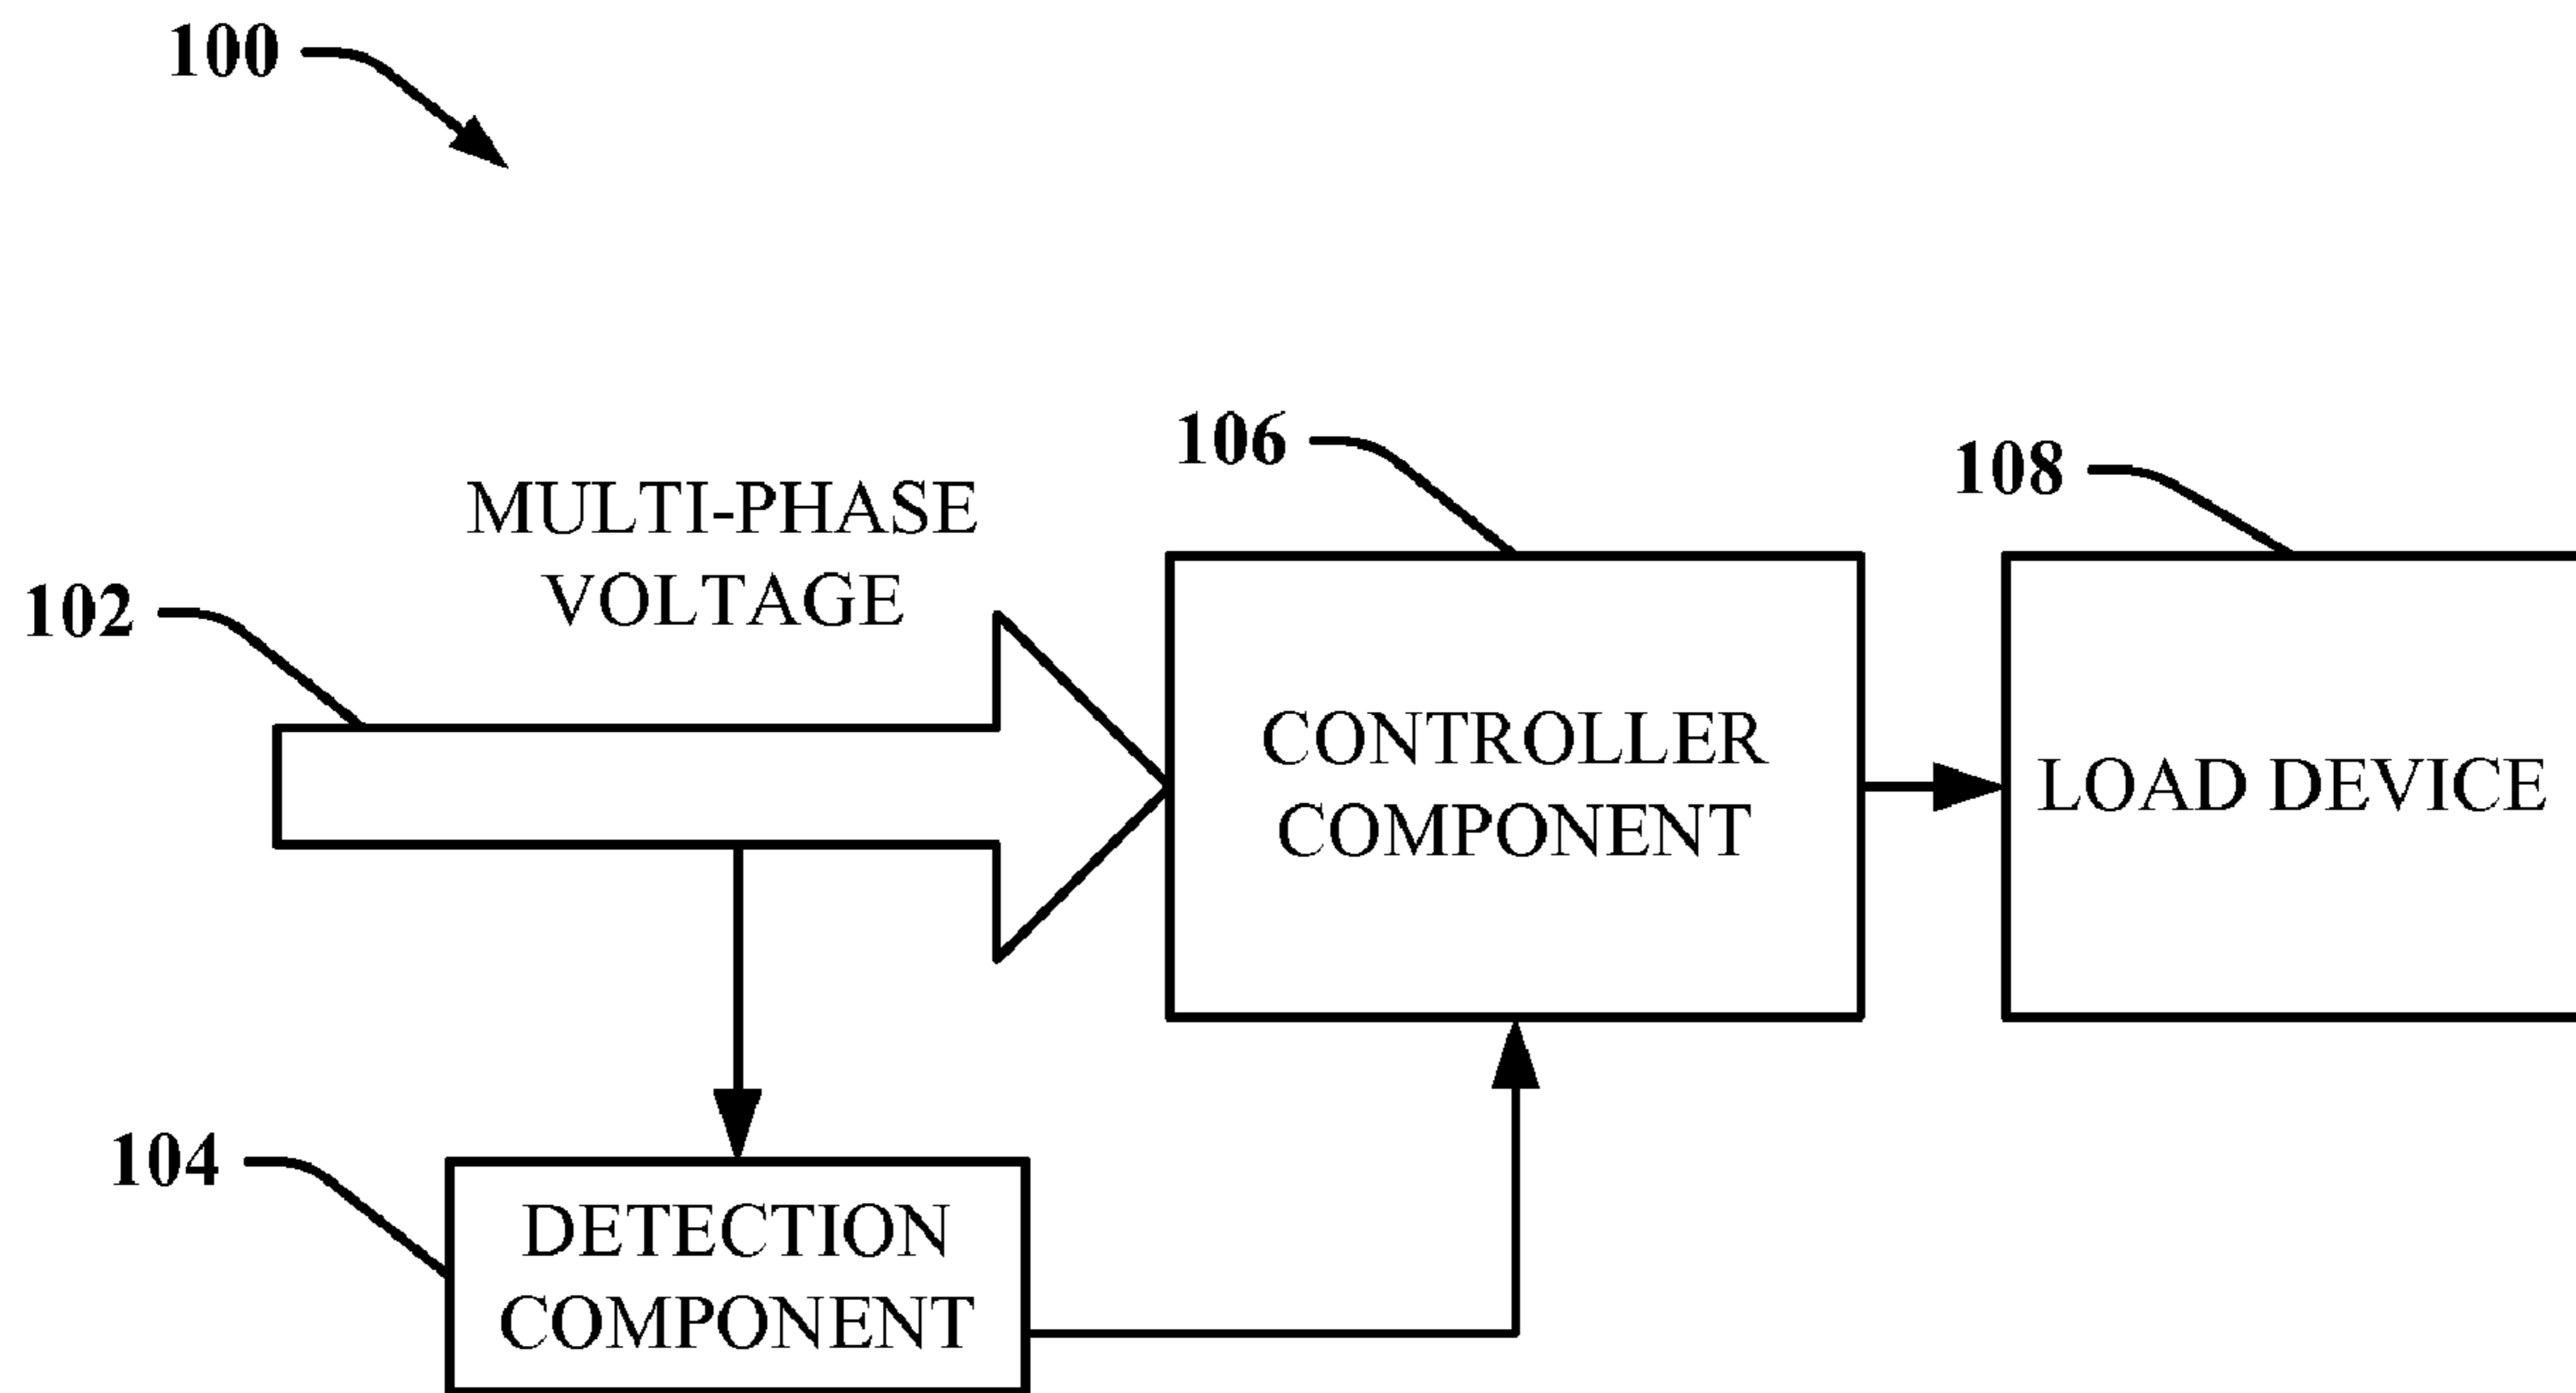 100
106
108
MULTI-PHASE
VOLTAGE
102
CONTROLLER
COMPONENT
LOAD DEVICE
104
DETECTION
COMPONENT